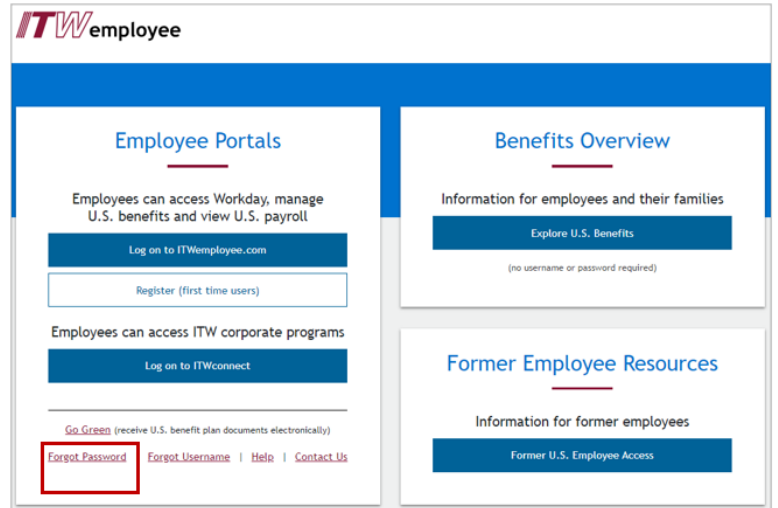 ITW employee
Employee Portals
Employees can access Workday, manage
U.S. benefits and view U.S. payroll
Log on to ITWemployee.com
Register (first time users)
Employees can access ITW corporate programs
Log on to ITWconnect
Go Green (receive U.S. benefit plan documents electronically)
Forgot Password Forgot Username | Help | Contact Us
Benefits Overview
Information for employees and their families
Explore U.S. Benefits
(no username or password required)
Former Employee Resources
Information for former employees
Former U.S. Employee Access